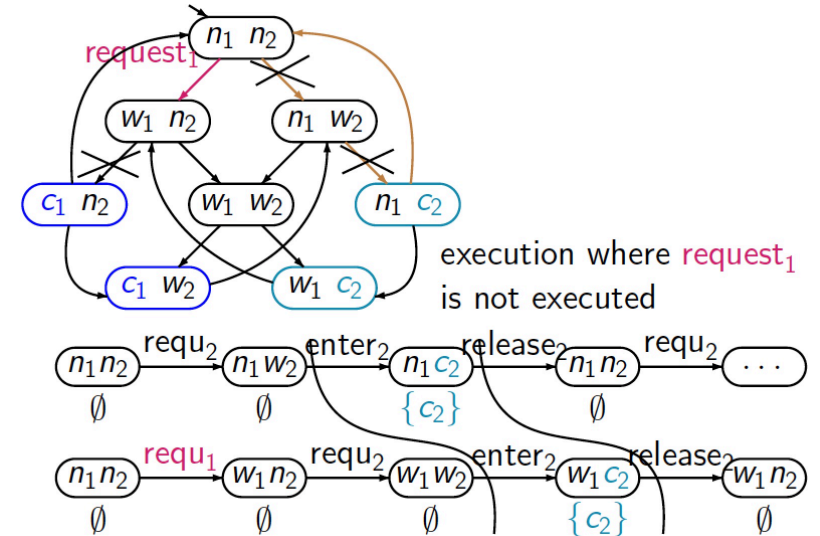 n₁ n₂
request₁
w₁ n₂ n₁ w₂
c₁ n₂ w₁ w₂ n₁ c₂
execution where request₁
c₁ w₂ w₁ c₂
is not executed
requ₂ enter₂ release₂ requ₂
n₁n₂ n₁w₂ n₁c₂ n₁n₂ ...
∅ ∅ {c₂} ∅
requ₁ requ₂ enter₂ release₂
n₁n₂ w₁n₂ w₁w₂ w₁c₂ w₁n₂
∅ ∅ ∅ {c₂} ∅